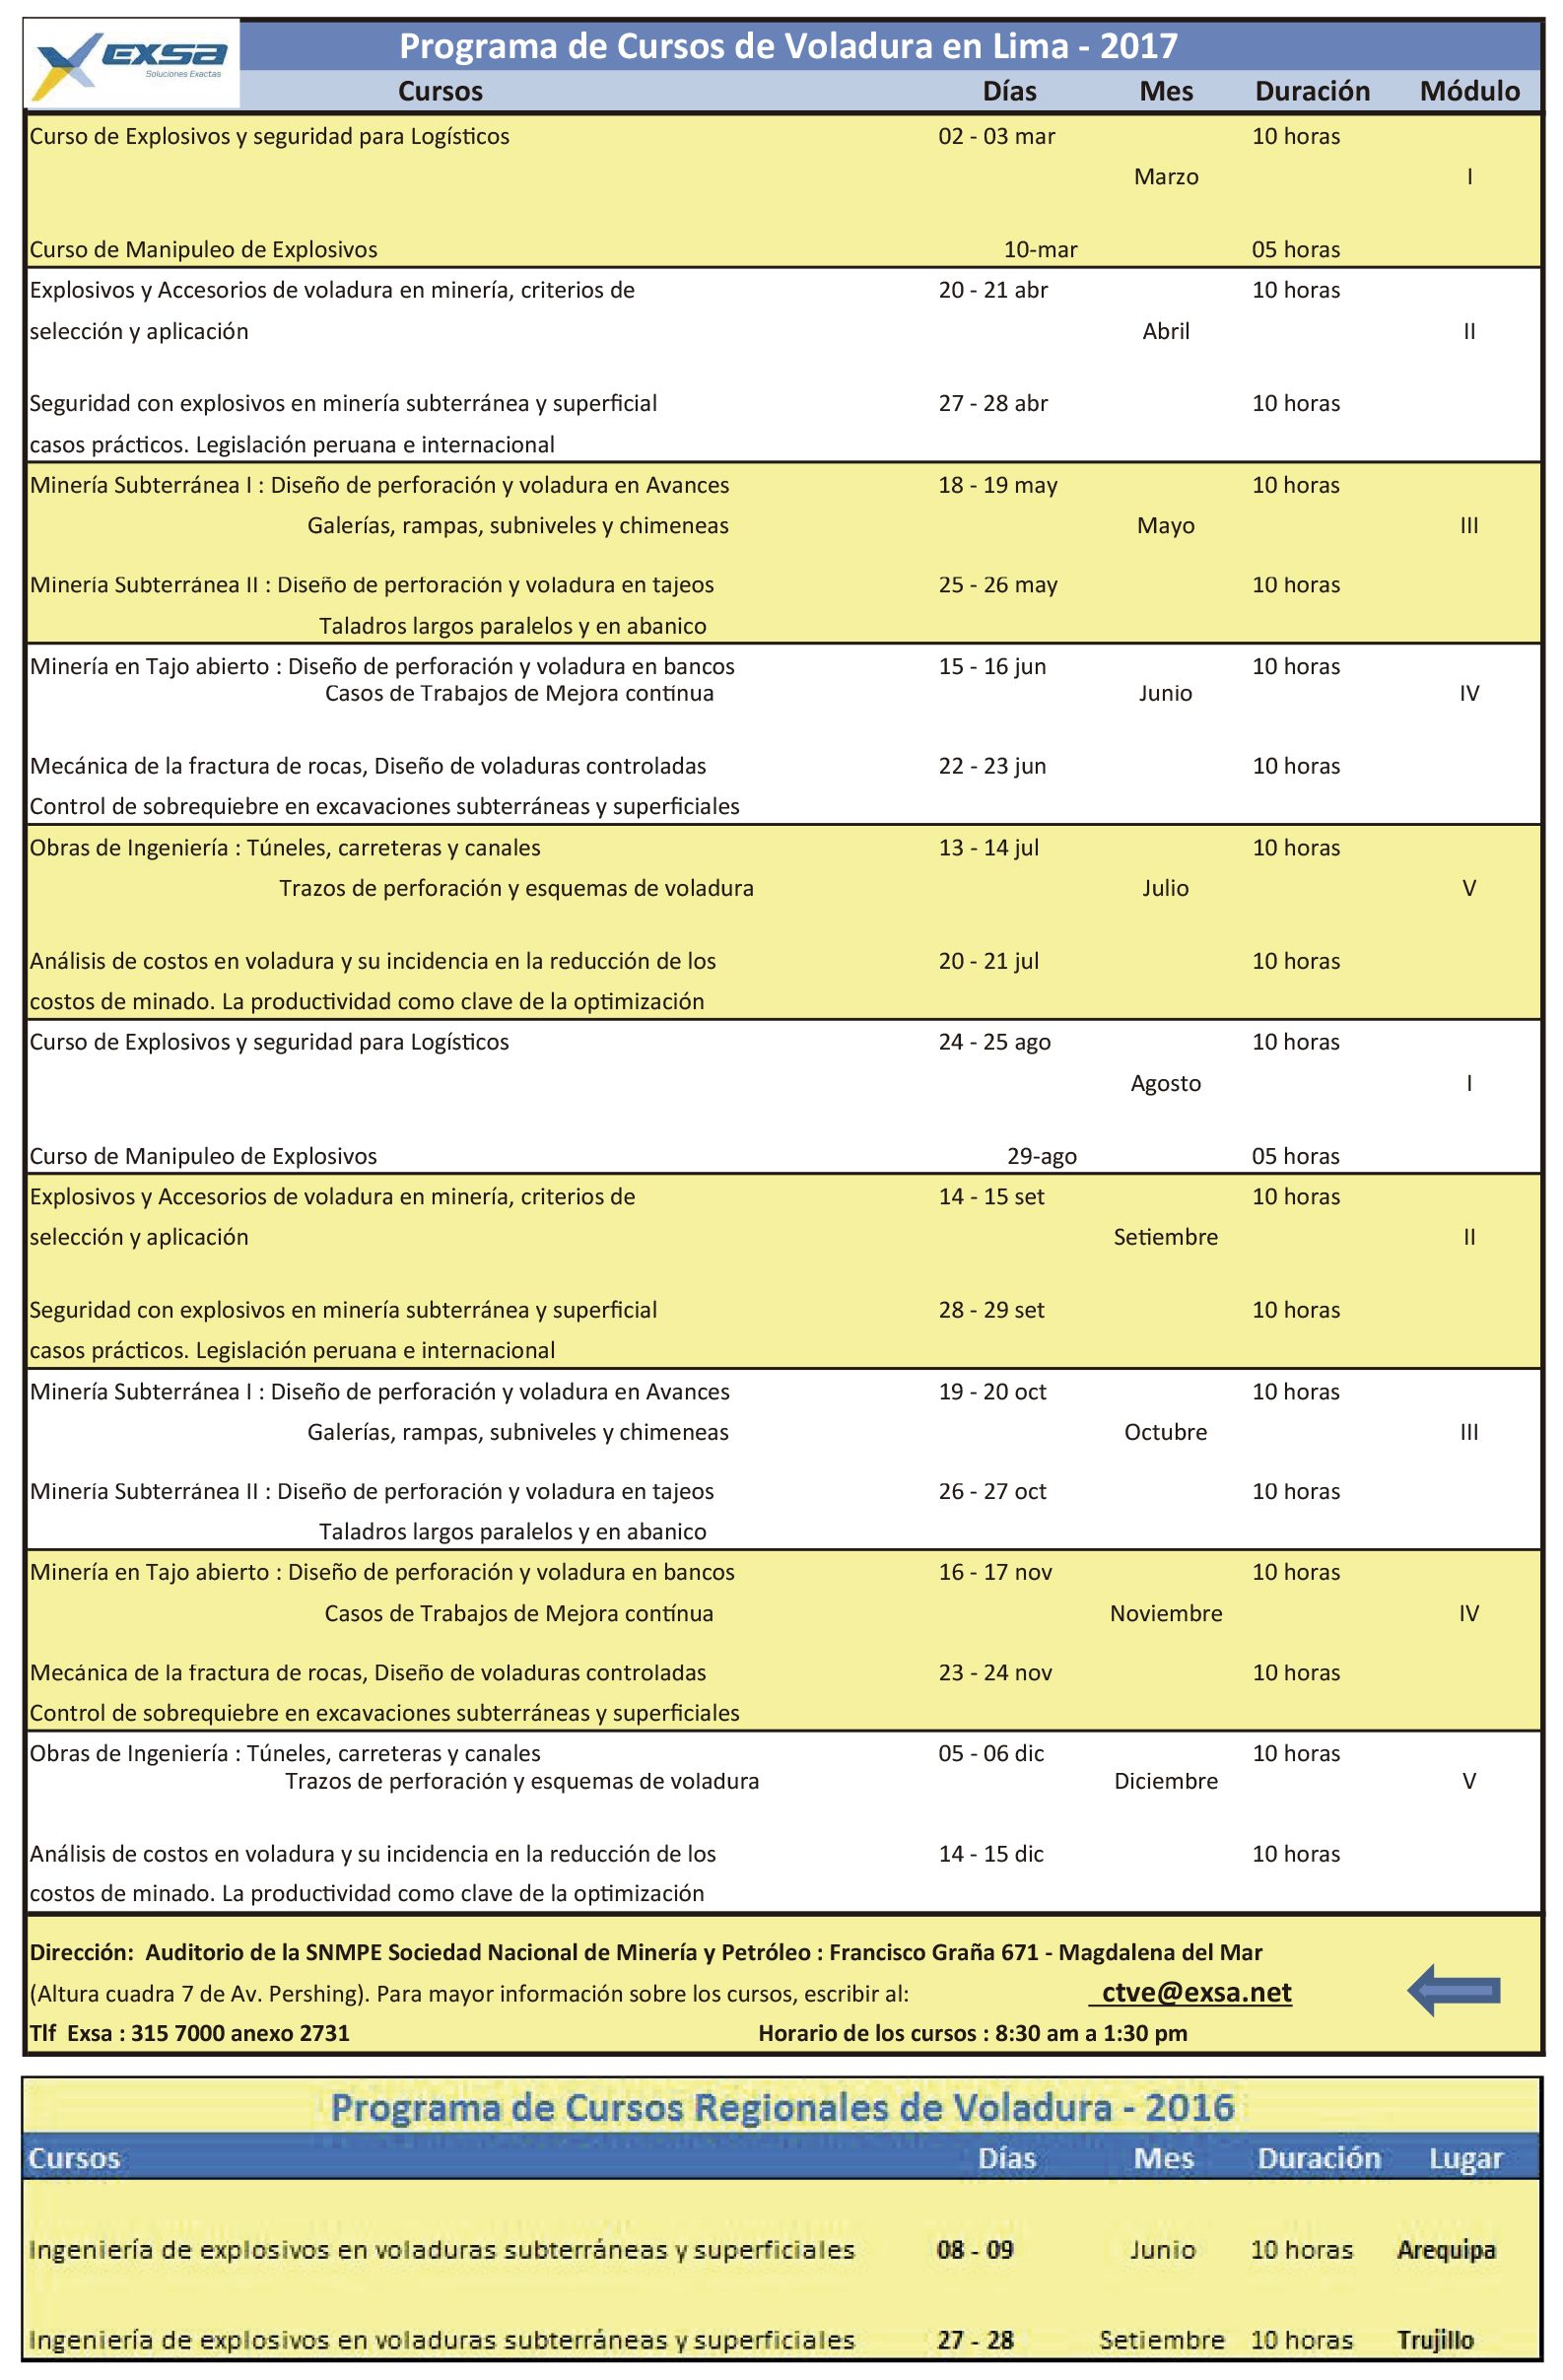 exsa
Soluciones Exactas
Programa de Cursos de Voladura en Lima - 2017
Cursos Días Mes Duración Módulo
Curso de Explosivos y seguridad para Logísticos 02 - 03 mar 10 horas
Marzo I
Curso de Manipuleo de Explosivos 10-mar 05 horas
Explosivos y Accesorios de voladura en minería, criterios de 20 - 21 abr 10 horas
selección y aplicación Abril II
Seguridad con explosivos en minería subterránea y superficial 27 - 28 abr 10 horas
casos prácticos. Legislación peruana e internacional
Minería Subterránea I : Diseño de perforación y voladura en Avances 18 - 19 may 10 horas
Galerías, rampas, subniveles y chimeneas Mayo III
Minería Subterránea II : Diseño de perforación y voladura en tajeos 25 - 26 may 10 horas
Taladros largos paralelos y en abanico
Minería en Tajo abierto : Diseño de perforación y voladura en bancos 15 - 16 jun 10 horas
Casos de Trabajos de Mejora contínua Junio IV
Mecánica de la fractura de rocas, Diseño de voladuras controladas 22 - 23 jun 10 horas
Control de sobrequiebre en excavaciones subterráneas y superficiales
Obras de Ingeniería : Túneles, carreteras y canales 13 - 14 jul 10 horas
Trazos de perforación y esquemas de voladura Julio V
Análisis de costos en voladura y su incidencia en la reducción de los 20 - 21 jul 10 horas
costos de minado. La productividad como clave de la optimización
Curso de Explosivos y seguridad para Logísticos 24 - 25 ago 10 horas
Agosto I
Curso de Manipuleo de Explosivos 29-ago 05 horas
Explosivos y Accesorios de voladura en minería, criterios de 14 - 15 set 10 horas
selección y aplicación Setiembre II
Seguridad con explosivos en minería subterránea y superficial 28 - 29 set 10 horas
casos prácticos. Legislación peruana e internacional
Minería Subterránea I : Diseño de perforación y voladura en Avances 19 - 20 oct 10 horas
Galerías, rampas, subniveles y chimeneas Octubre III
Minería Subterránea II : Diseño de perforación y voladura en tajeos 26 - 27 oct 10 horas
Taladros largos paralelos y en abanico
Minería en Tajo abierto : Diseño de perforación y voladura en bancos 16 - 17 nov 10 horas
Casos de Trabajos de Mejora contínua Noviembre IV
Mecánica de la fractura de rocas, Diseño de voladuras controladas 23 - 24 nov 10 horas
Control de sobrequiebre en excavaciones subterráneas y superficiales
Obras de Ingeniería : Túneles, carreteras y canales 05 - 06 dic 10 horas
Trazos de perforación y esquemas de voladura Diciembre V
Análisis de costos en voladura y su incidencia en la reducción de los 14 - 15 dic 10 horas
costos de minado. La productividad como clave de la optimización
Dirección: Auditorio de la SNMPE Sociedad Nacional de Minería y Petróleo : Francisco Graña 671 - Magdalena del Mar
(Altura cuadra 7 de Av. Pershing). Para mayor información sobre los cursos, escribir al: ctve@exsa.net
Tlf Exsa : 315 7000 anexo 2731 Horario de los cursos : 8:30 am a 1:30 pm
Programa de Cursos Regionales de Voladura - 2016
Cursos Días Mes Duración Lugar
Ingeniería de explosivos en voladuras subterráneas y superficiales 08 - 09 Junio 10 horas Arequipa
Ingeniería de explosivos en voladuras subterráneas y superficiales 27 - 28 Setiembre 10 horas Trujillo